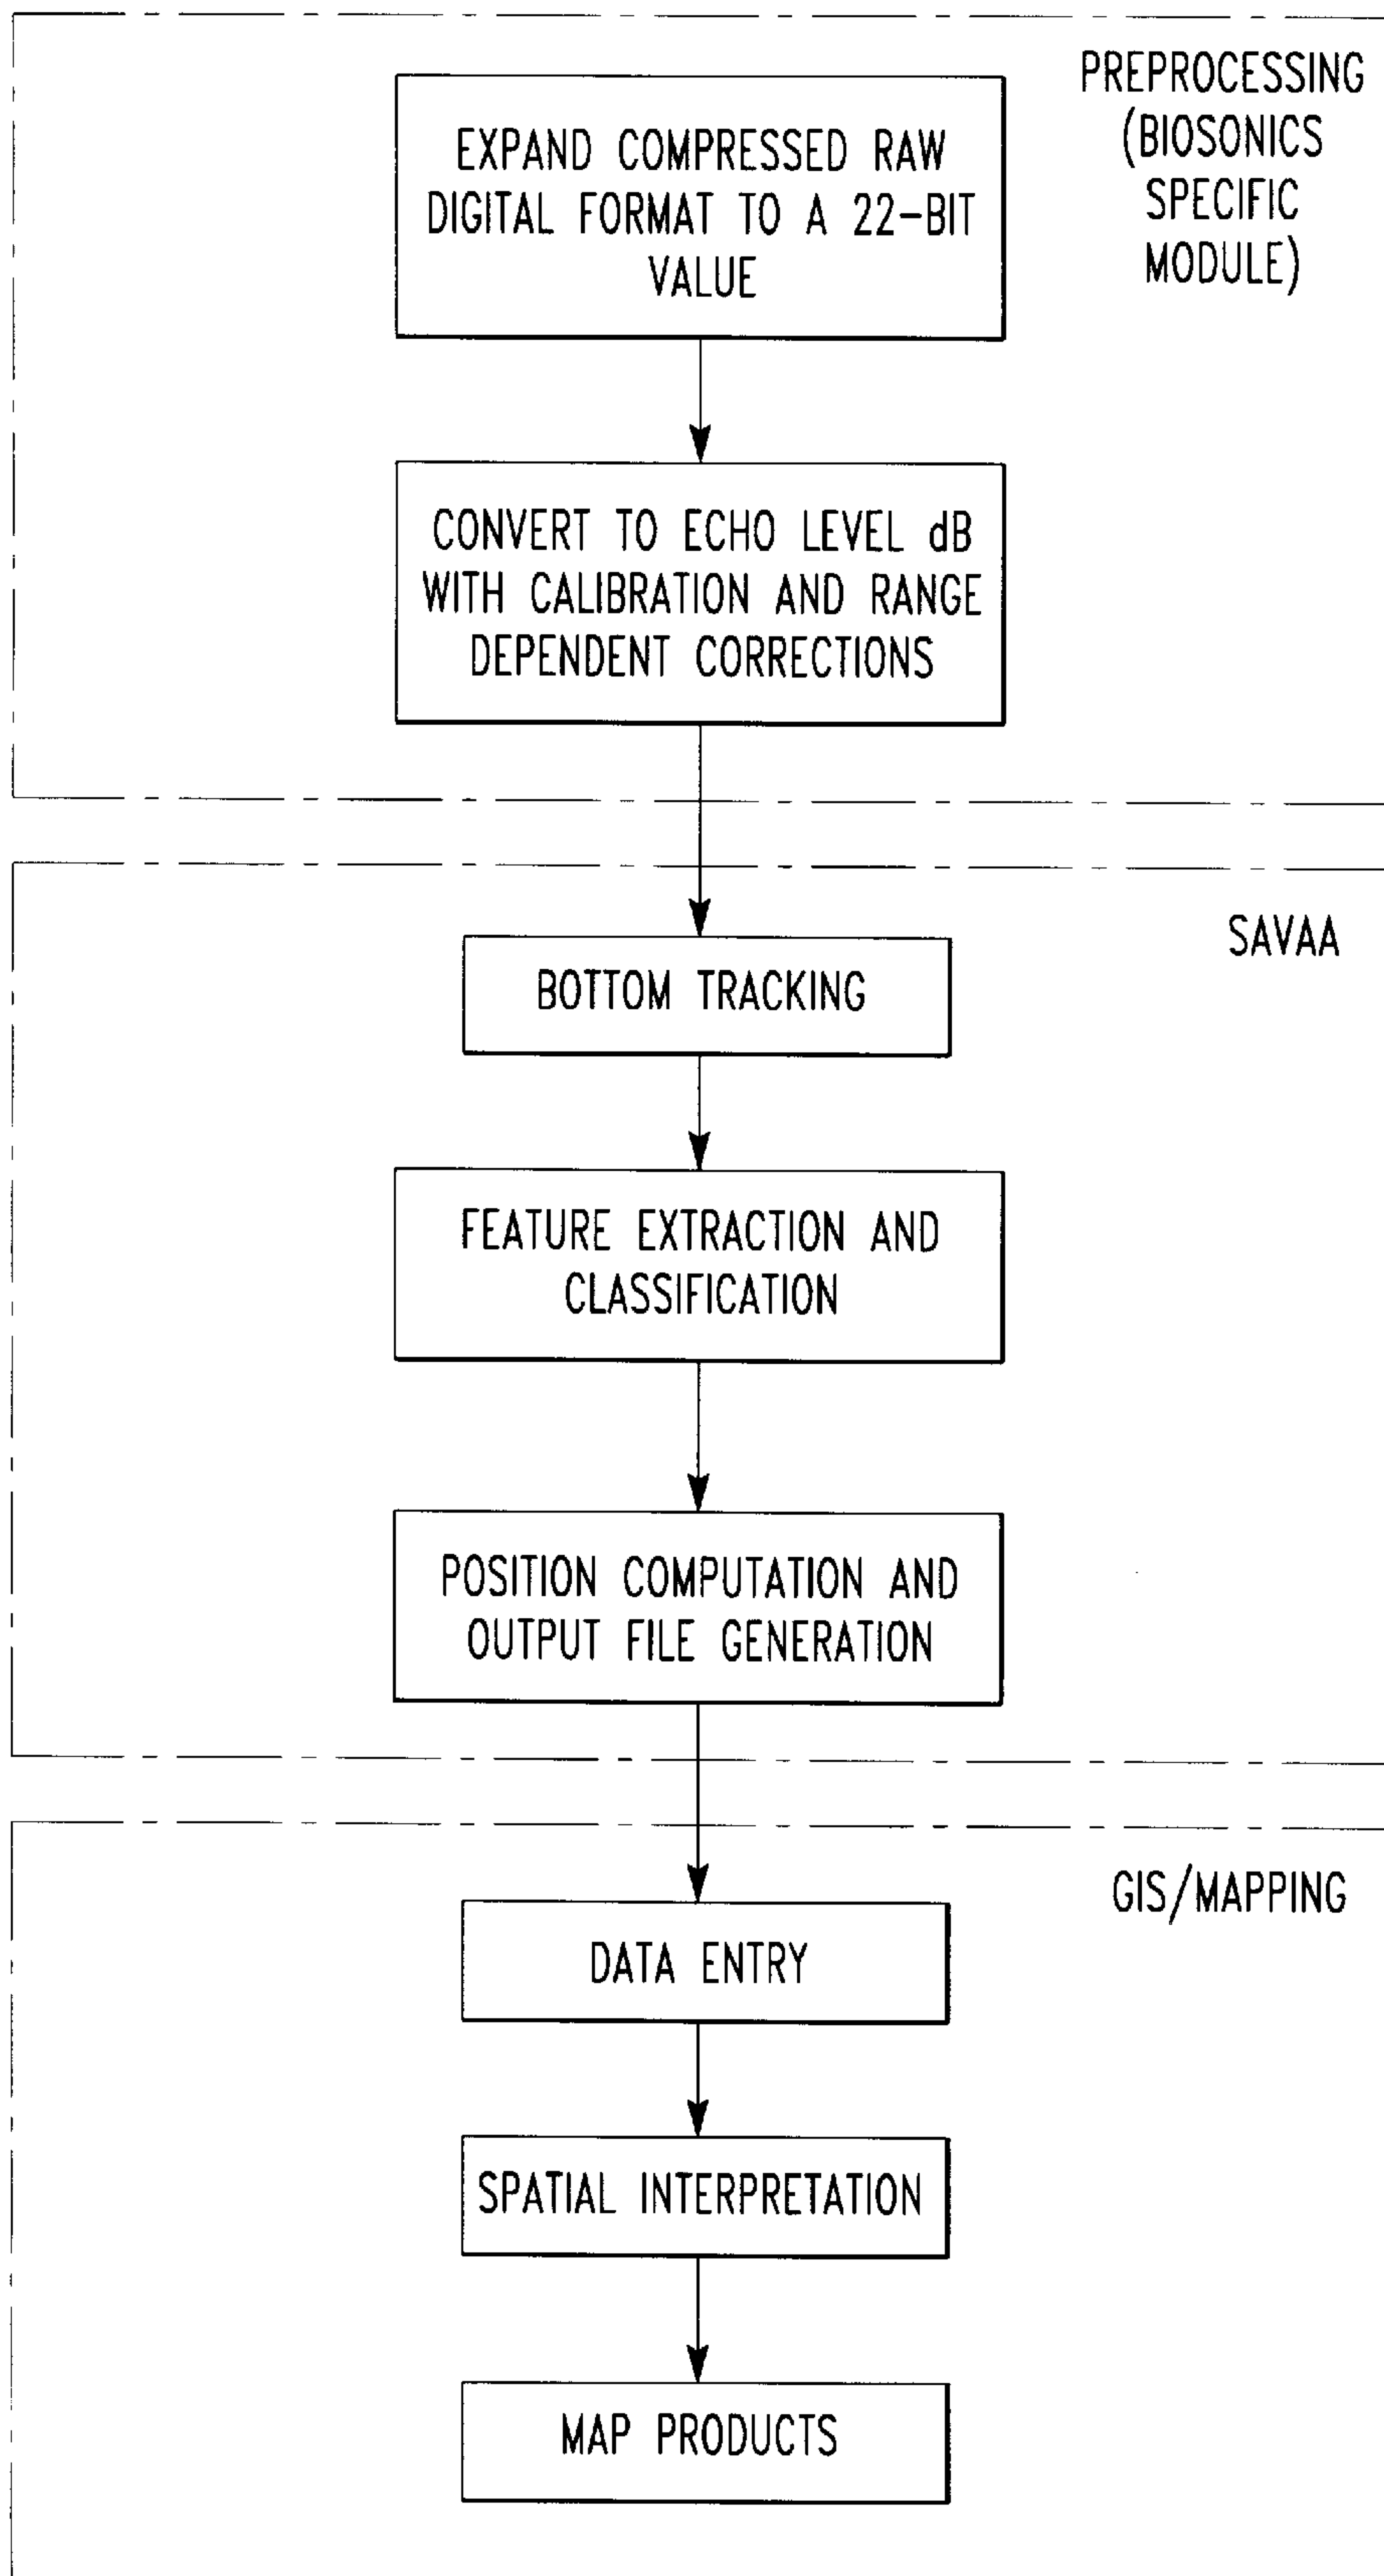 PREPROCESSING
(BIOSONICS
SPECIFIC
MODULE)
EXPAND COMPRESSED RAW
DIGITAL FORMAT TO A 22-BIT
VALUE
CONVERT TO ECHO LEVEL dB
WITH CALIBRATION AND RANGE
DEPENDENT CORRECTIONS
SAVAA
BOTTOM TRACKING
FEATURE EXTRACTION AND
CLASSIFICATION
POSITION COMPUTATION AND
OUTPUT FILE GENERATION
GIS/MAPPING
DATA ENTRY
SPATIAL INTERPRETATION
MAP PRODUCTS